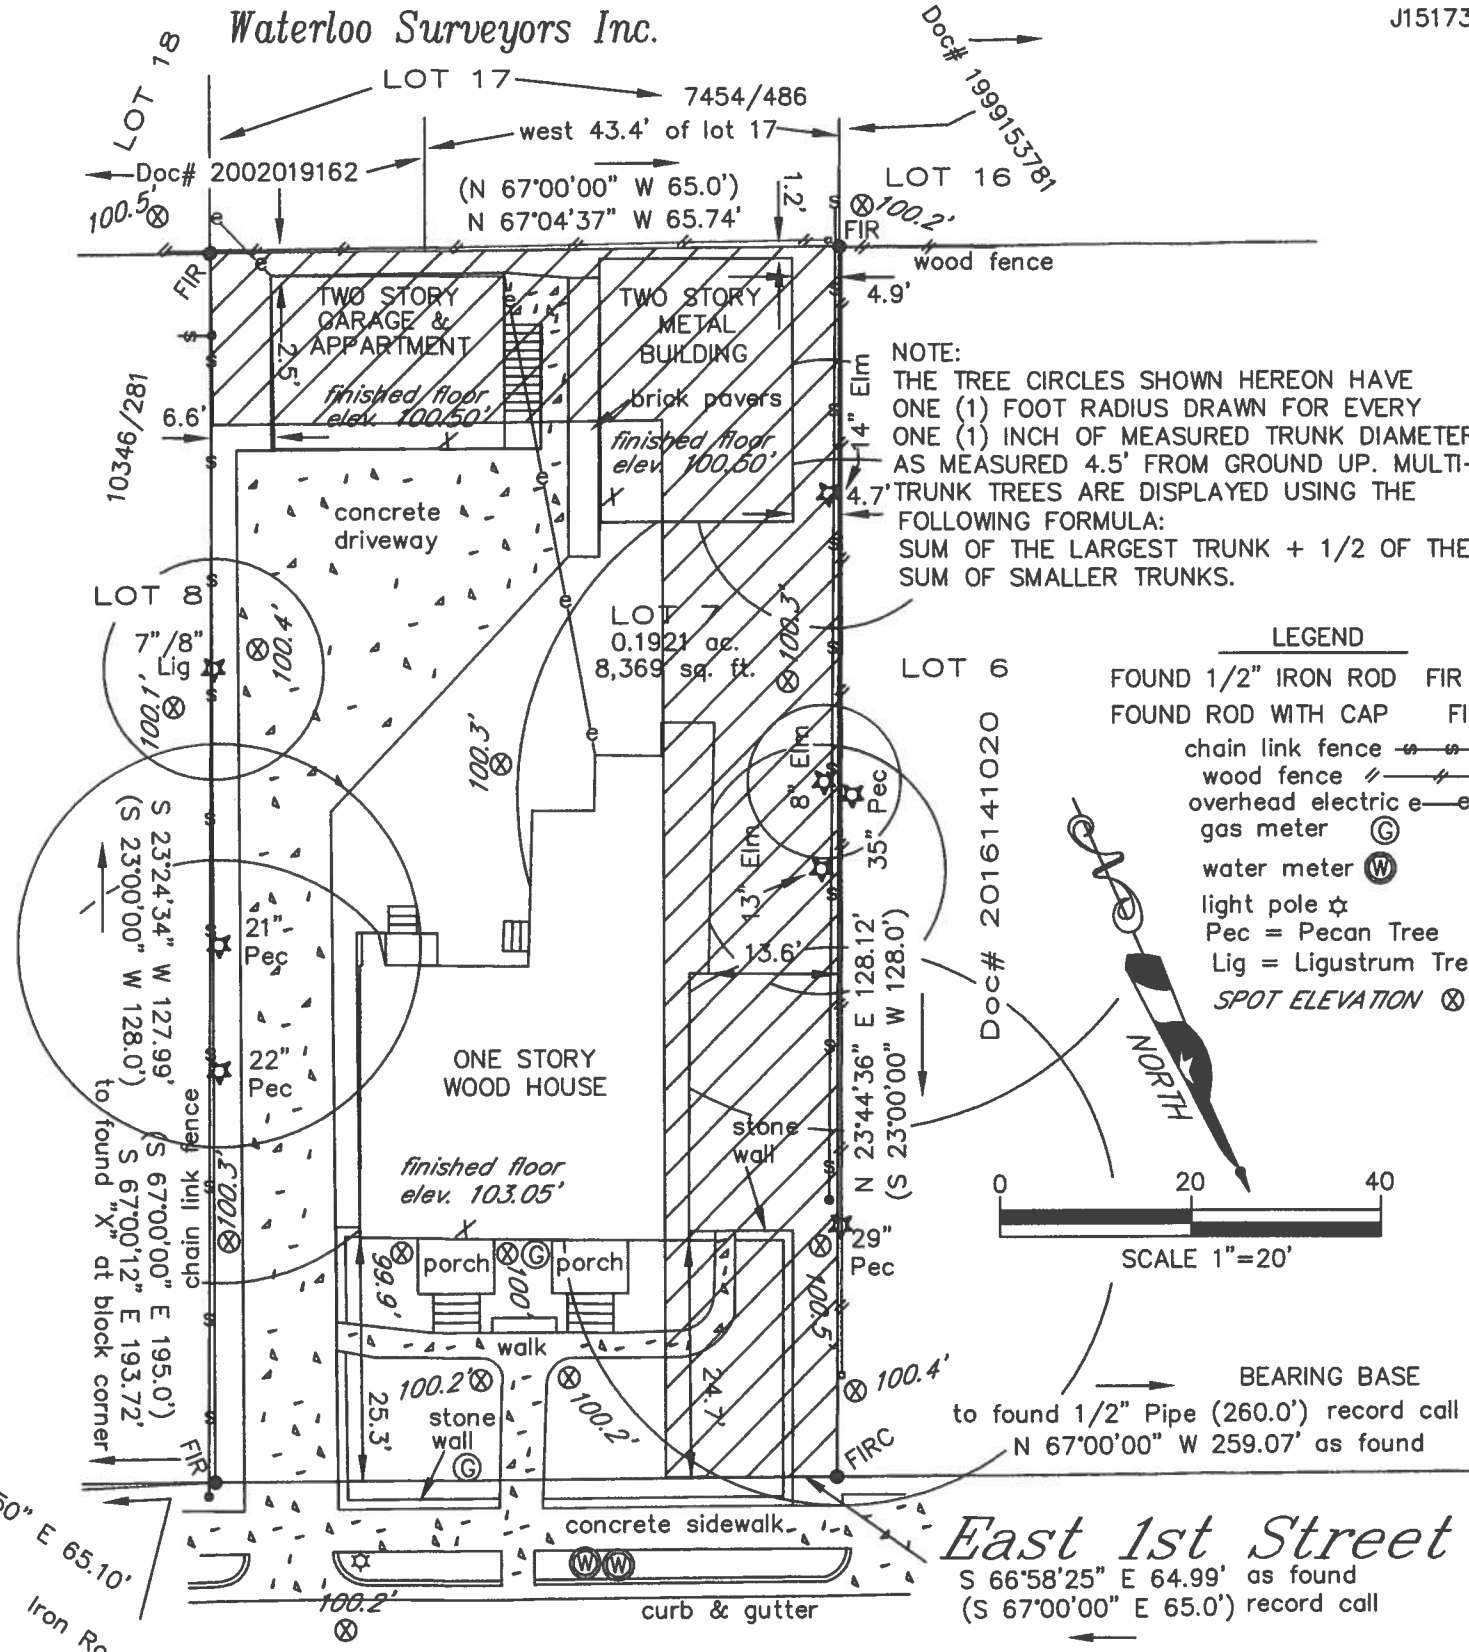 Waterloo Surveyors Inc.
J15173
LOT 18
LOT 17
7454/486
west 43.4' of lot 17
Doc# 1999153781
Doc# 2002019162
(N 67°00'00" W 65.0')
N 67°04'37" W 65.74'
1.2'
LOT 16
100.5'
100.2'
FIR
FIR
wood fence
4.9'
TWO STORY
GARAGE &
APPARTMENT
2.5'
finished floor
elev. 100.50'
TWO STORY
METAL
BUILDING
brick pavers
finished floor
elev. 100.50'
10346/281
6.6'
14" Elm
4.7'
NOTE:
THE TREE CIRCLES SHOWN HEREON HAVE
ONE (1) FOOT RADIUS DRAWN FOR EVERY
ONE (1) INCH OF MEASURED TRUNK DIAMETER
AS MEASURED 4.5' FROM GROUND UP. MULTI-
TRUNK TREES ARE DISPLAYED USING THE
FOLLOWING FORMULA:
SUM OF THE LARGEST TRUNK + 1/2 OF THE
SUM OF SMALLER TRUNKS.
concrete
driveway
LOT 8
7"/8"
Lig
100.4'
100.1'
LOT 7
0.1921 ac.
8,369 sq. ft.
100.3'
100.3'
LOT 6
LEGEND
FOUND 1/2" IRON ROD FIR
FOUND ROD WITH CAP FI
chain link fence s s
wood fence // //
overhead electric e e
gas meter G
water meter W
light pole
Pec = Pecan Tree
Lig = Ligustrum Tre
SPOT ELEVATION
NORTH
8" Elm
35" Pec
13" Elm
13.6'
Doc# 2016141020
N 23°44'36" E 128.12'
(S 23°00'00" W 128.0')
S 23°24'34" W 127.99'
(S 23°00'00" W 128.0')
21"
Pec
22"
Pec
ONE STORY
WOOD HOUSE
finished floor
elev. 103.05'
stone
wall
chain link fence
100.3'
(S 67°00'00" E 195.0')
S 67°00'12" E 193.72'
to found "X" at block corner
0 20 40
SCALE 1"=20'
29"
Pec
100.5'
99.9'
porch
100.'
G
porch
walk
100.2'
100.2'
25.3'
24.7'
stone
wall
G
100.4'
BEARING BASE
to found 1/2" Pipe (260.0') record call
N 67°00'00" W 259.07' as found
FIR
FIRC
50" E 65.10'
Iron Ro
concrete sidewalk
W W
100.2'
curb & gutter
East 1st Street
S 66°58'25" E 64.99' as found
(S 67°00'00" E 65.0') record call